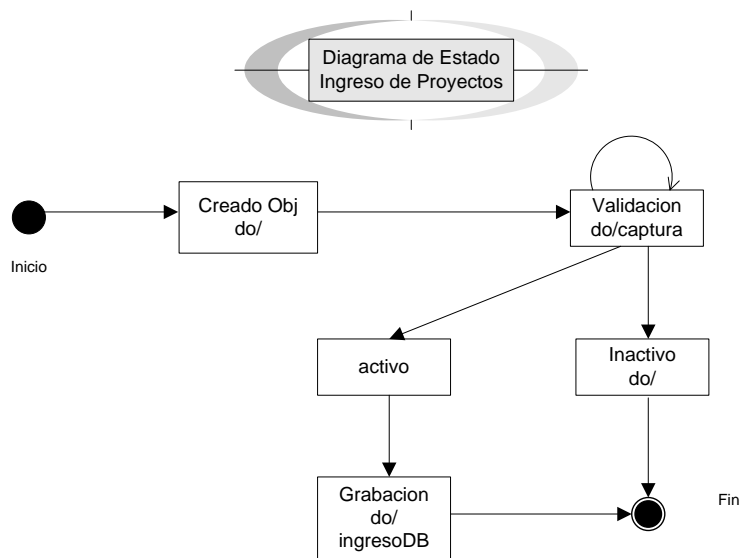 Diagrama de Estado
Ingreso de Proyectos
Creado Obj
do/
Validacion
do/captura
Inicio
activo
Inactivo
do/
Grabacion
do/
ingresoDB
Fin